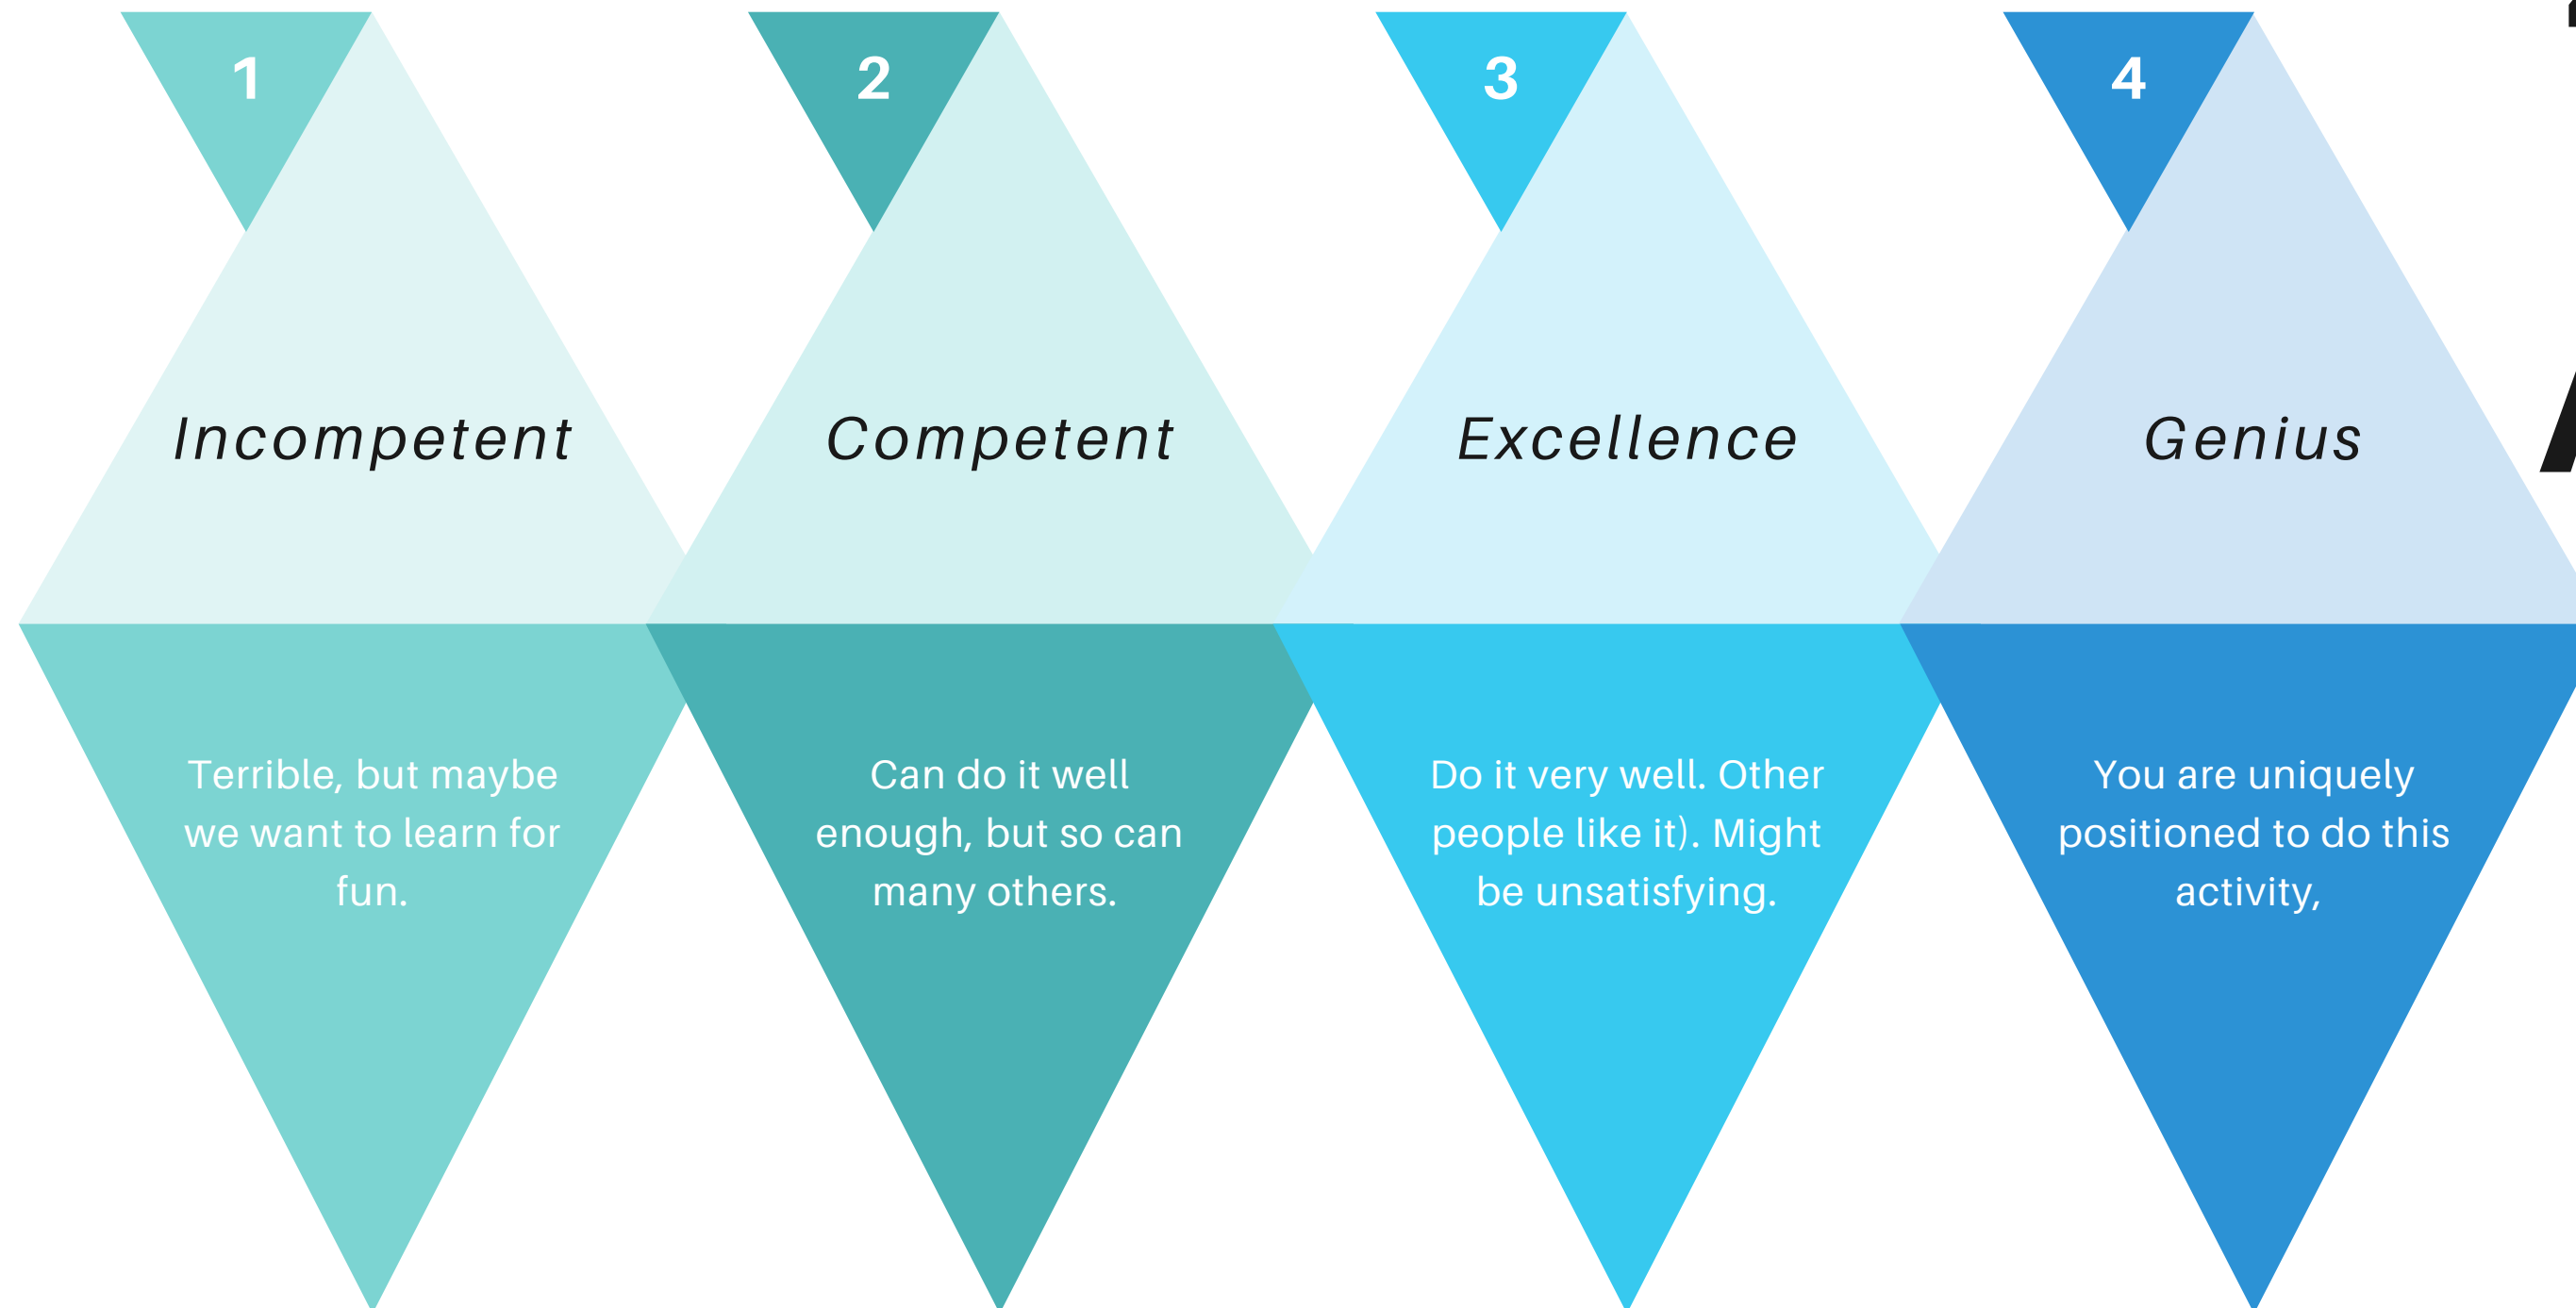 1
Incompetent
Terrible, but maybe
we want to learn for
fun.
2
Competent
Can do it well
enough, but so can
many others.
3
Excellence
Do it very well. Other
people like it). Might
be unsatisfying.
4
Genius
You are uniquely
positioned to do this
activity,